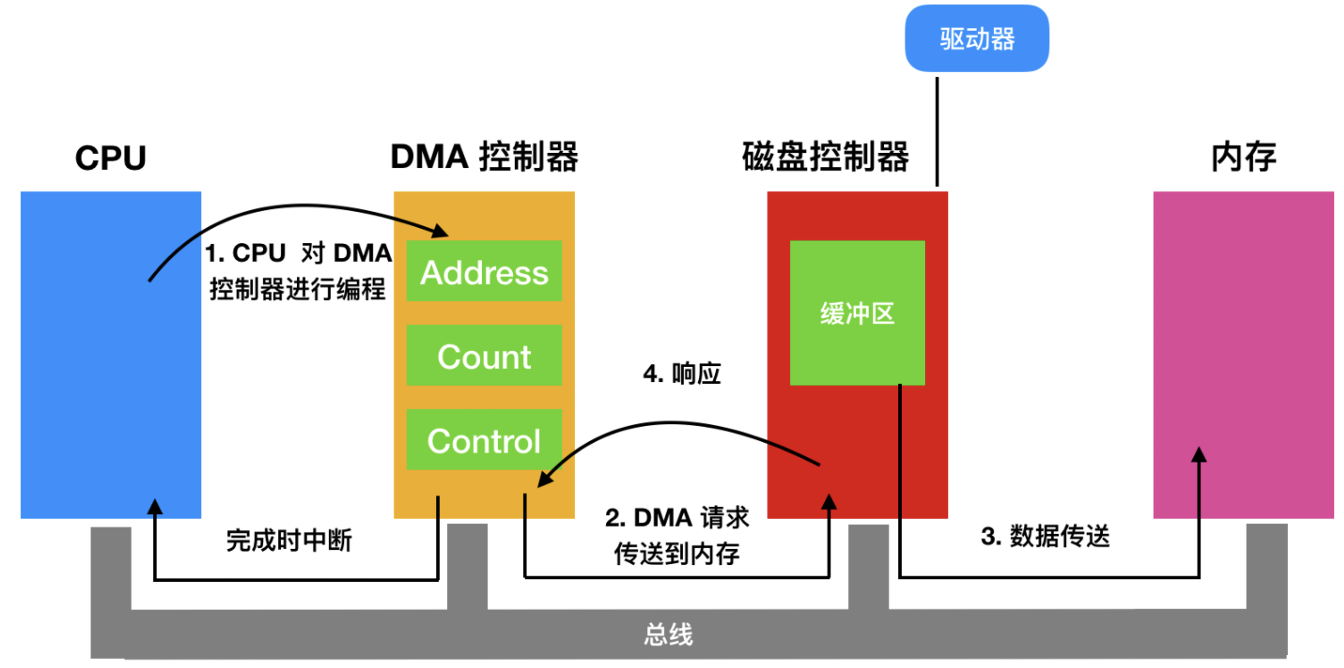 驱动器
CPU
DMA 控制器
磁盘控制器
内存
1. CPU 对 DMA
控制器进行编程
Address
Count
Control
缓冲区
4. 响应
完成时中断
2. DMA 请求
传送到内存
3. 数据传送
总线